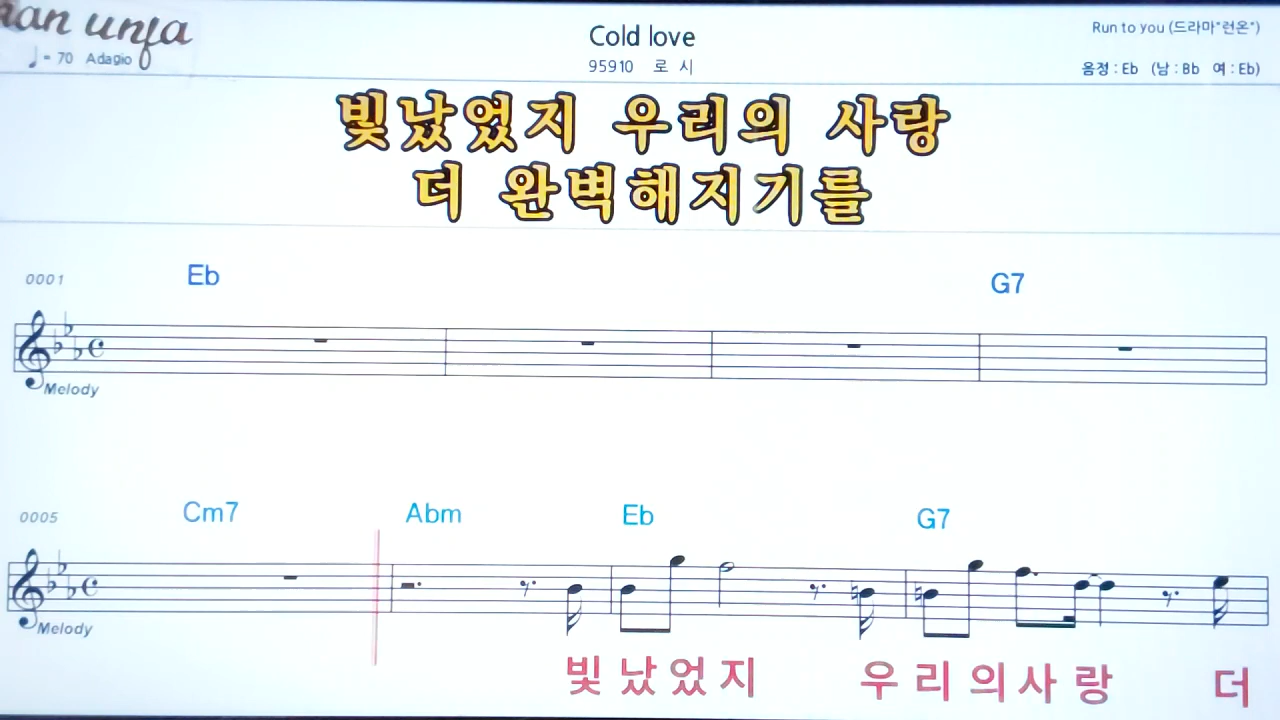 an unja
♩= 70 Adagio
Cold love
95910 로 시
Run to you (드라마"런온")
음정 : Eb (남 : Bb 여 : Eb)
빛났었지 우리의 사랑
더 완벽해지기를
0001
Eb
G7
Melody
0005
Cm7 Abm Eb G7
Melody
빛 났 었 지 우 리 의 사 랑 더